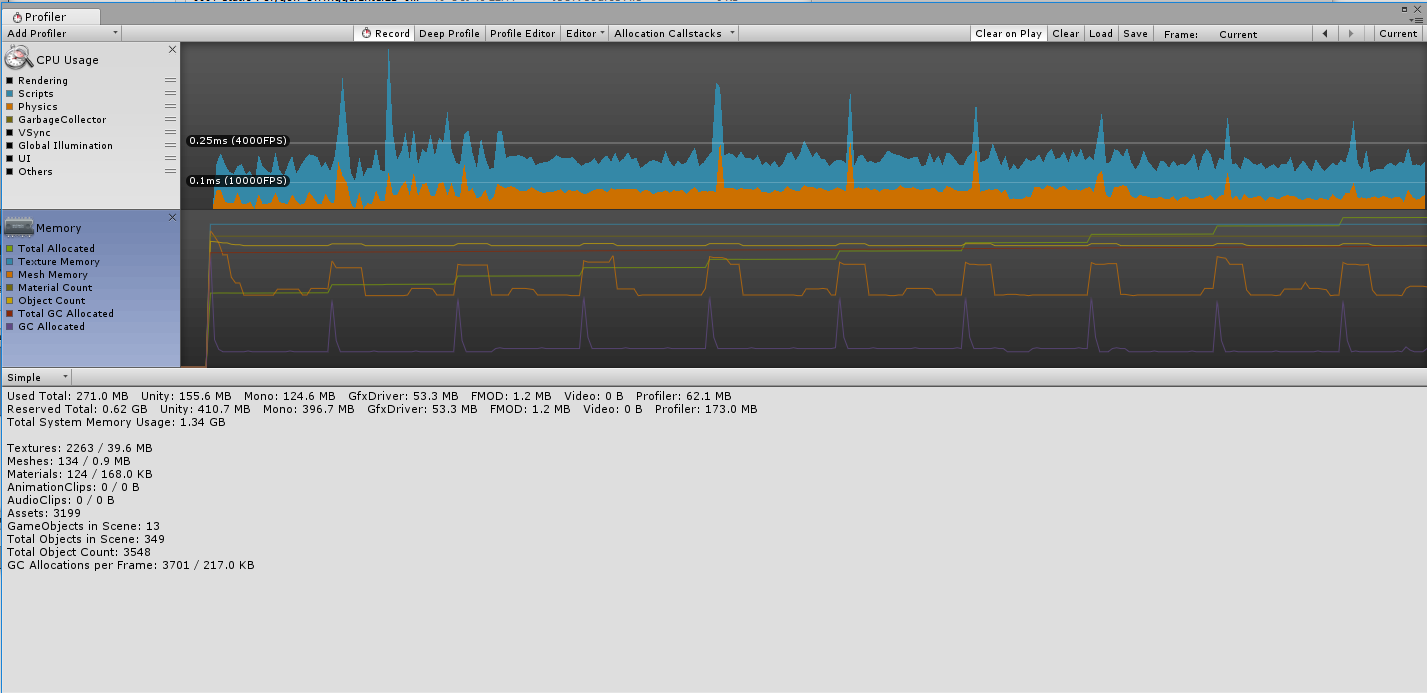 Profiler
Add Profiler Record Deep Profile Profile Editor Editor Allocation Callstacks Clear on Play Clear Load Save Frame: Current Current
CPU Usage
Rendering
Scripts
Physics
GarbageCollector
VSync
Global Illumination
UI
Others
0.25ms (4000FPS)
0.1ms (10000FPS)
Memory
Total Allocated
Texture Memory
Mesh Memory
Material Count
Object Count
Total GC Allocated
GC Allocated
Simple
Used Total: 271.0 MB Unity: 155.6 MB Mono: 124.6 MB GfxDriver: 53.3 MB FMOD: 1.2 MB Video: 0 B Profiler: 62.1 MB
Reserved Total: 0.62 GB Unity: 410.7 MB Mono: 396.7 MB GfxDriver: 53.3 MB FMOD: 1.2 MB Video: 0 B Profiler: 173.0 MB
Total System Memory Usage: 1.34 GB
Textures: 2263 / 39.6 MB
Meshes: 134 / 0.9 MB
Materials: 124 / 168.0 KB
AnimationClips: 0 / 0 B
AudioClips: 0 / 0 B
Assets: 3199
GameObjects in Scene: 13
Total Objects in Scene: 349
Total Object Count: 3548
GC Allocations per Frame: 3701 / 217.0 KB